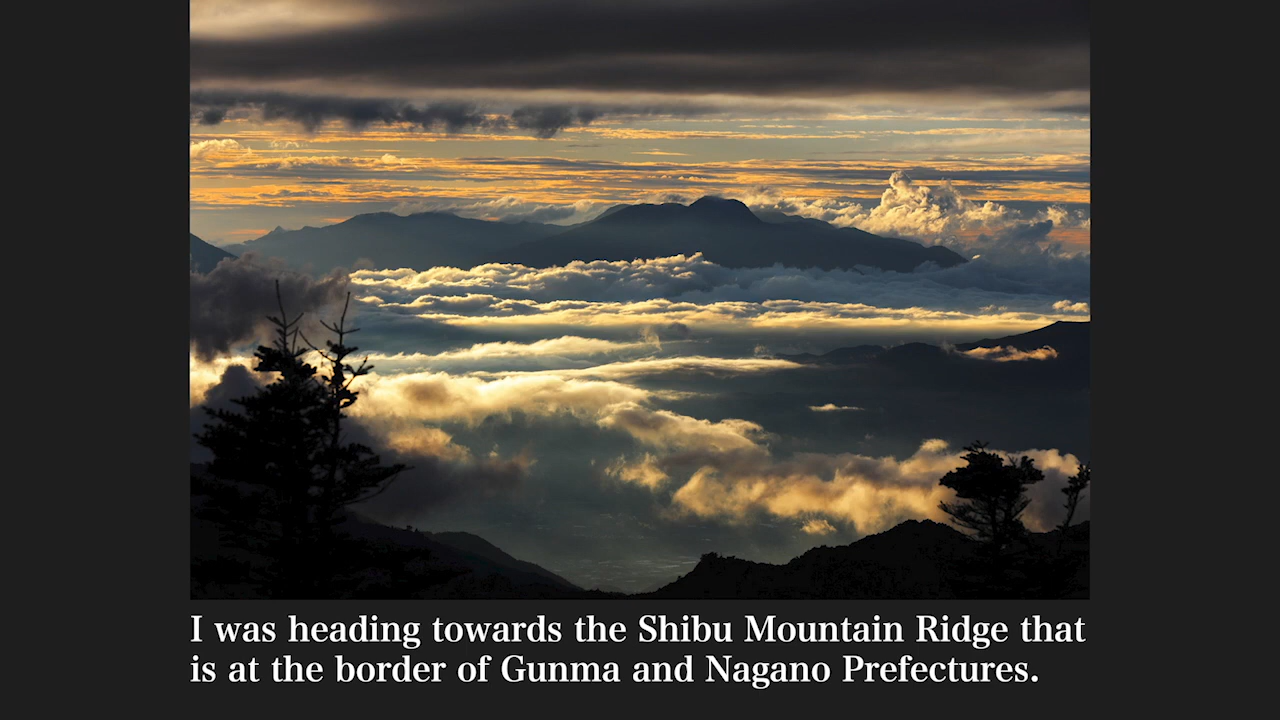 I was heading towards the Shibu Mountain Ridge that
is at the border of Gunma and Nagano Prefectures.